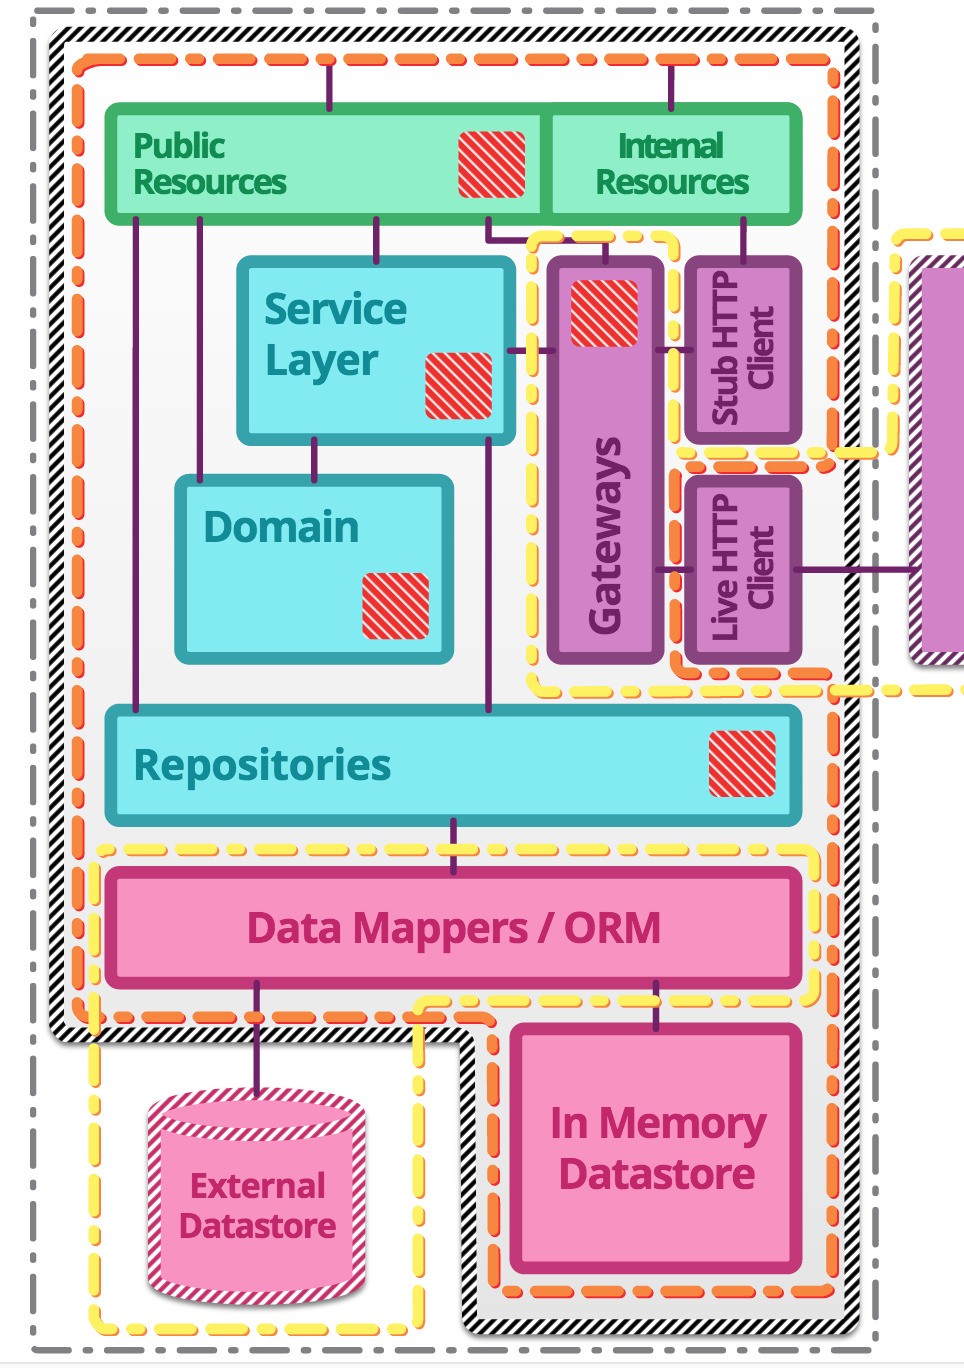 Public
Resources
Internal
Resources
Service
Layer
Gateways
Stub HTTP
Client
Domain
Live HTTP
Client
Repositories
Data Mappers / ORM
In Memory
Datastore
External
Datastore